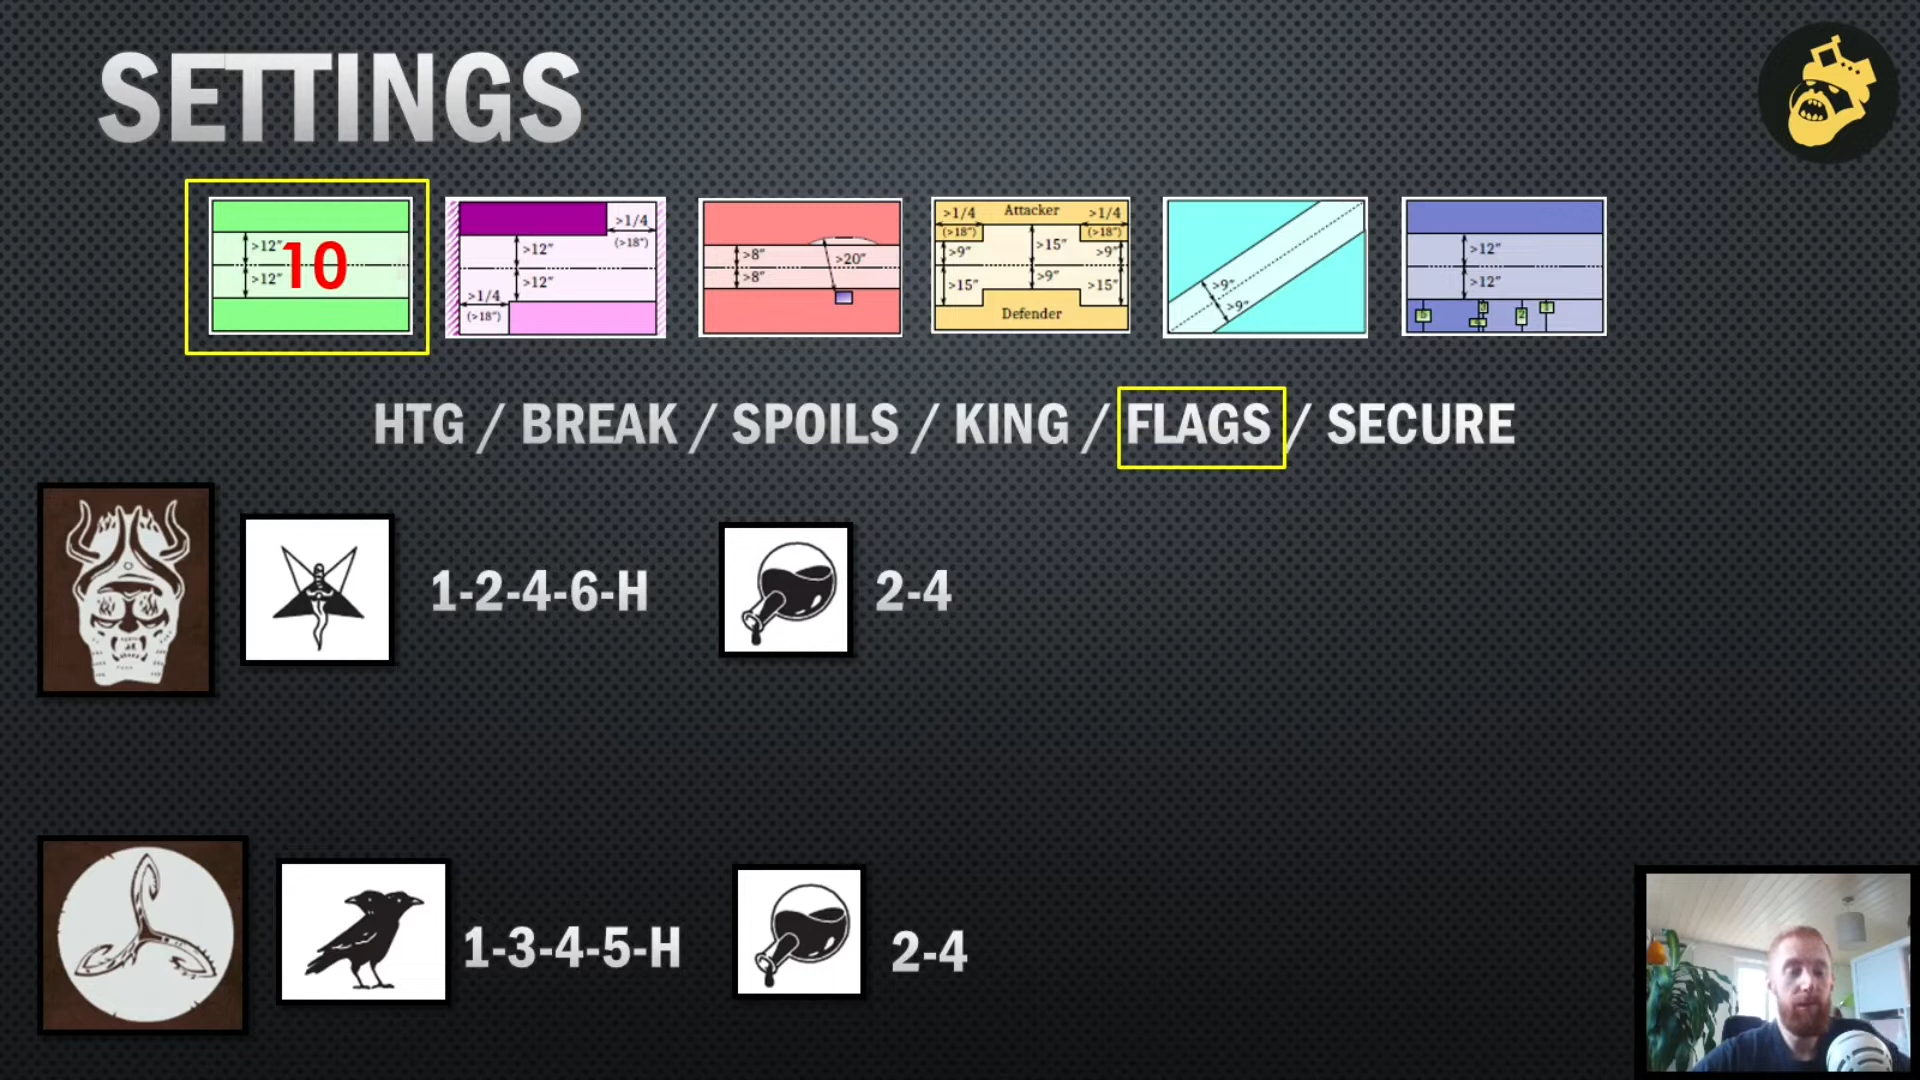 SETTINGS
>12"
>12"
10
>1/4
(>18")
>12"
>12"
>1/4
(>18")
>8"
>8"
>20"
>1/4 Attacker >1/4
(>18") (>18")
>9" >15" >9"
>15" >9" >15"
Defender
>9"
>9"
>12"
>12"
2
HTG / BREAK / SPOILS / KING / FLAGS / SECURE
1-2-4-6-H
2-4
1-3-4-5-H
2-4